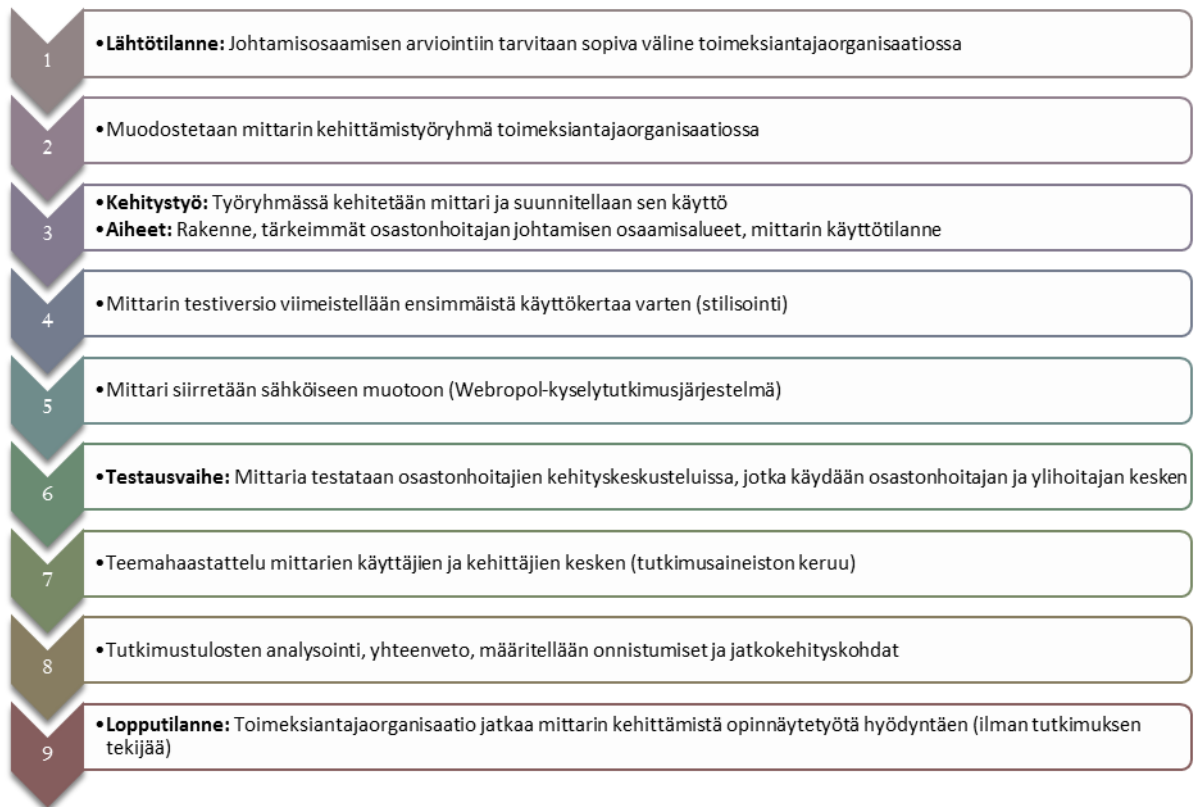 1
•Lähtötilanne: Johtamisosaamisen arviointiin tarvitaan sopiva väline toimeksiantajaorganisaatiossa
2
•Muodostetaan mittarin kehittämistyöryhmä toimeksiantajaorganisaatiossa
3
•Kehitystyö: Työryhmässä kehitetään mittari ja suunnitellaan sen käyttö
•Aiheet: Rakenne, tärkeimmät osastonhoitajan johtamisen osaamisalueet, mittarin käyttötilanne
4
•Mittarin testiversio viimeistellään ensimmäistä käyttökertaa varten (stilisointi)
5
•Mittari siirretään sähköiseen muotoon (Webropol-kyselytutkimusjärjestelmä)
6
•Testausvaihe: Mittaria testataan osastonhoitajien kehityskeskusteluissa, jotka käydään osastonhoitajan ja ylihoitajan kesken
7
•Teemahaastattelu mittarien käyttäjien ja kehittäjien kesken (tutkimusaineiston keruu)
8
•Tutkimustulosten analysointi, yhteenveto, määritellään onnistumiset ja jatkokehityskohdat
9
•Lopputilanne: Toimeksiantajaorganisaatio jatkaa mittarin kehittämistä opinnäytetyötä hyödyntäen (ilman tutkimuksen
tekijää)